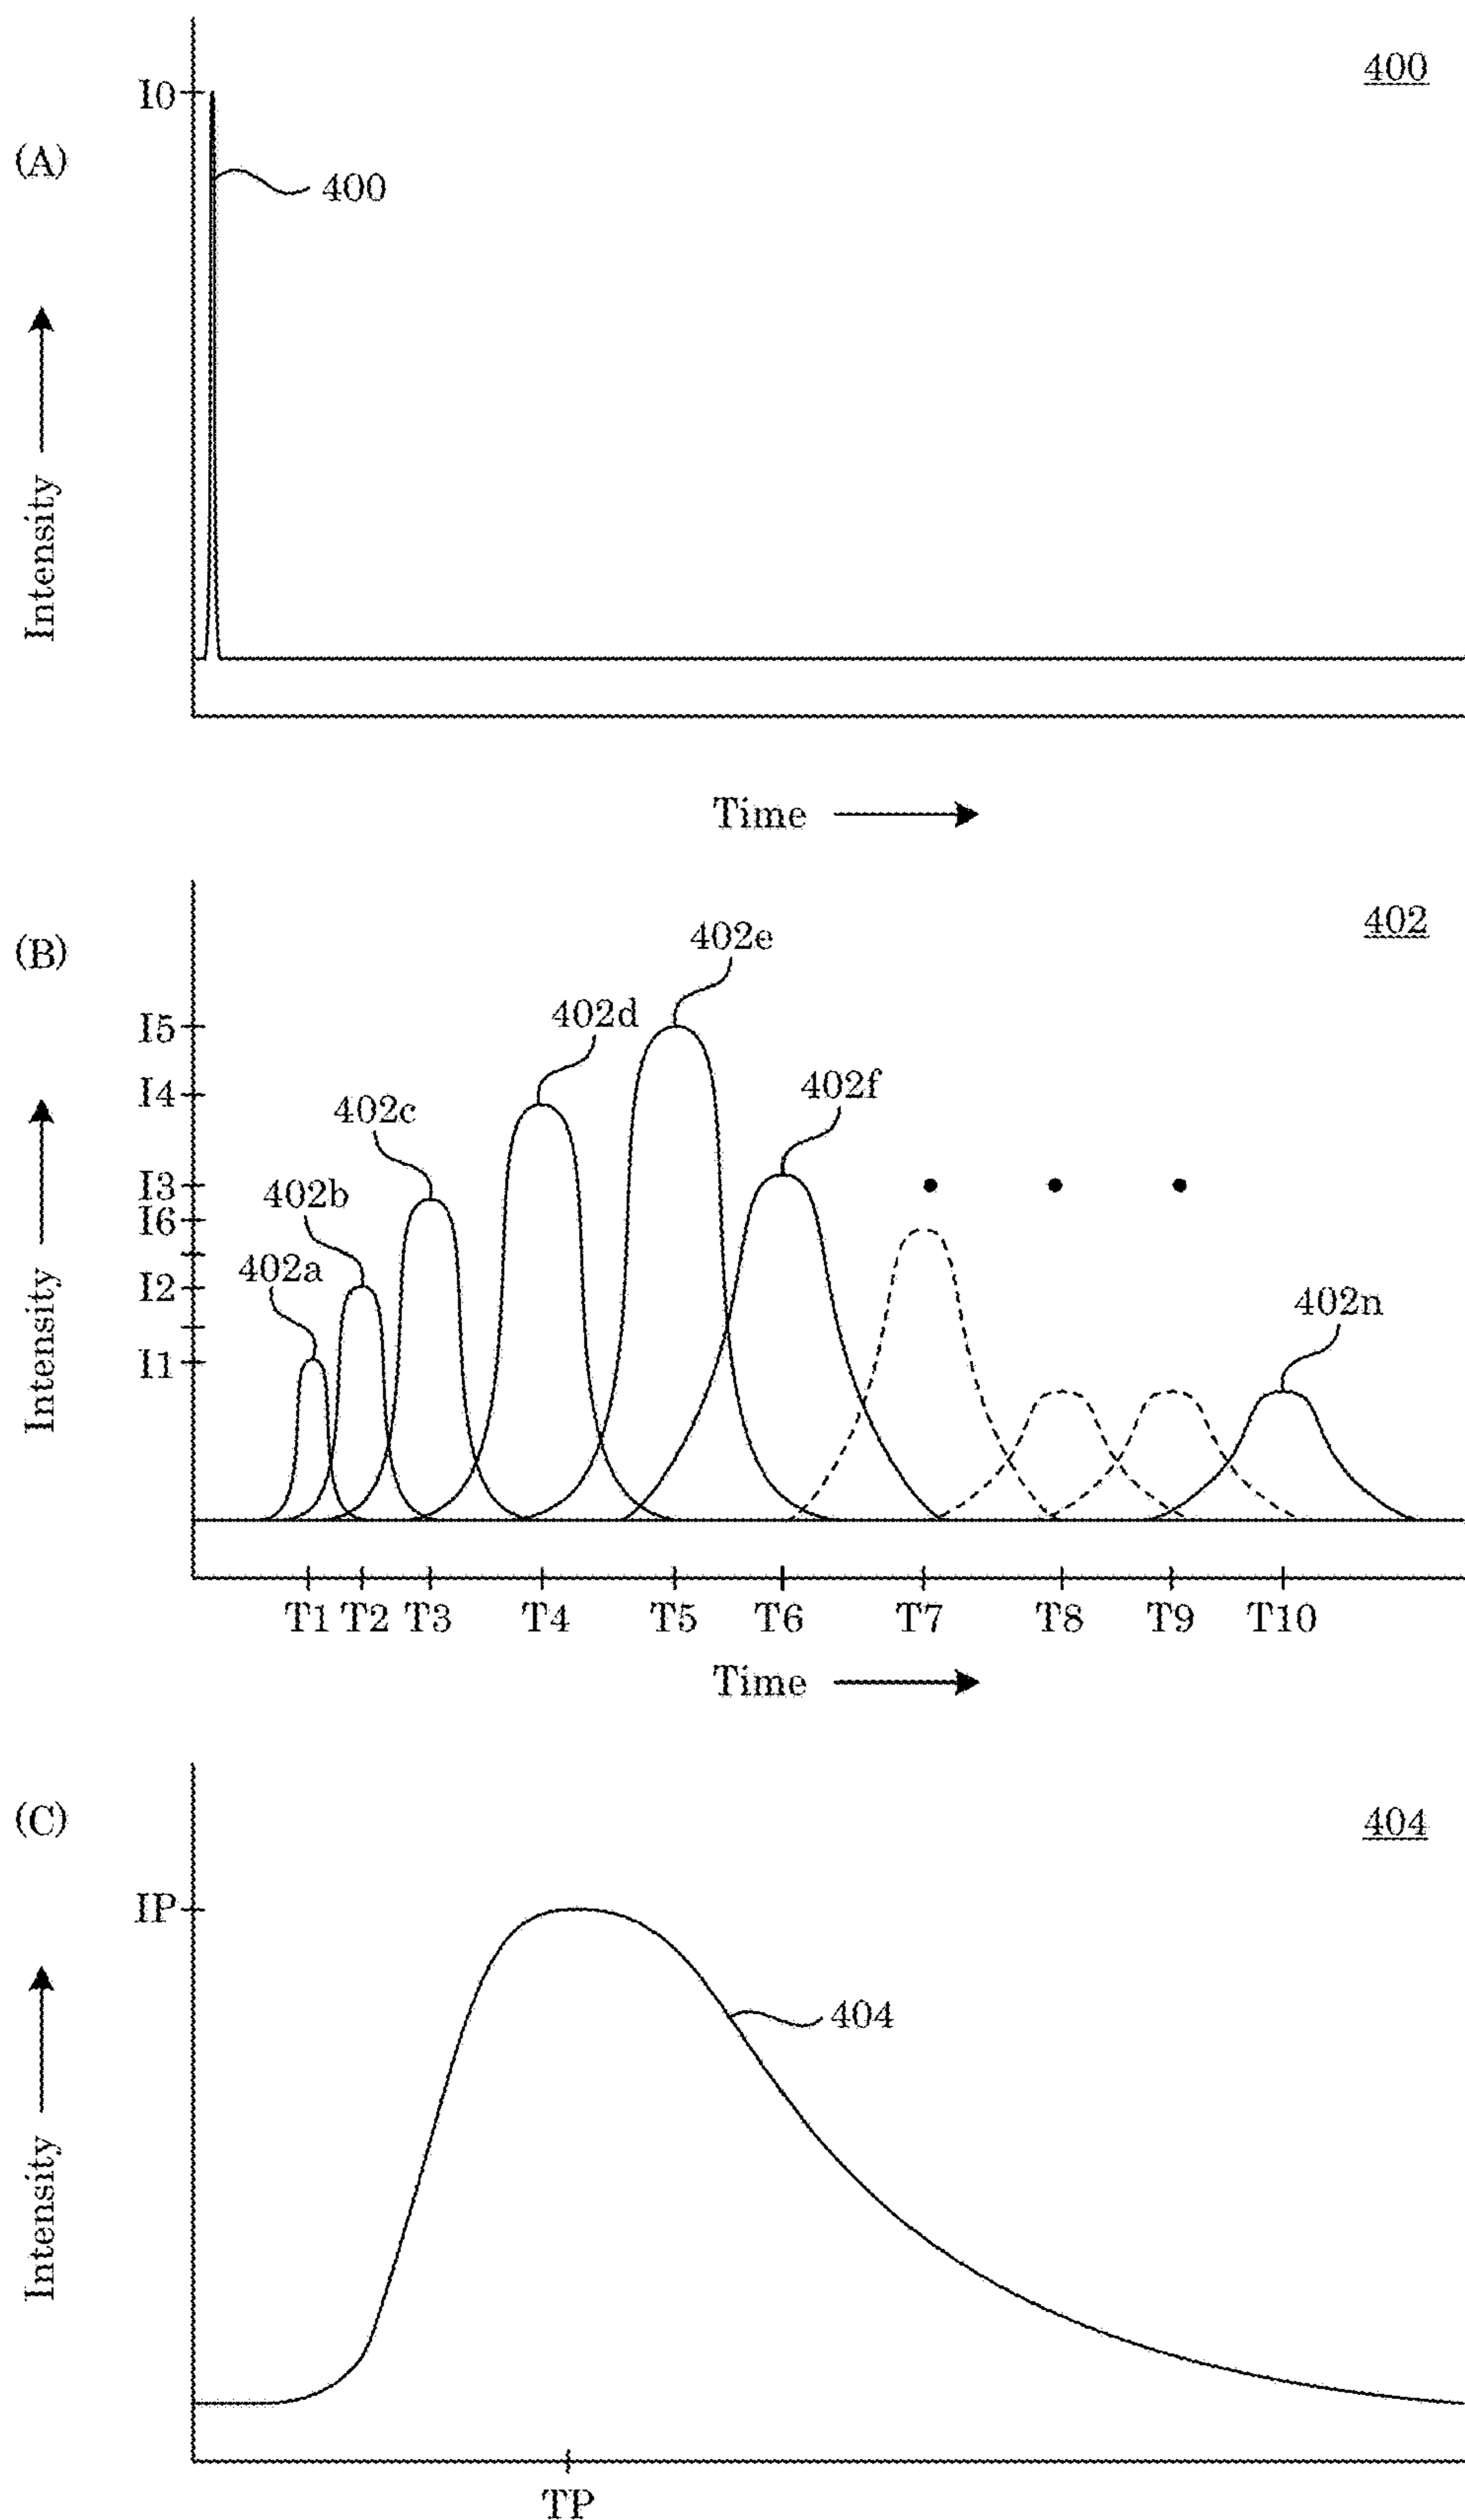 400
I0
(A)
400
Intensity
Time
402
(B)
402e
402d
I5
I4
402f
402c
I3
402b
I6
402a
I2
402n
I1
T1 T2 T3 T4 T5 T6 T7 T8 T9 T10
Time
Intensity
(C)
404
IP
404
Intensity
TP